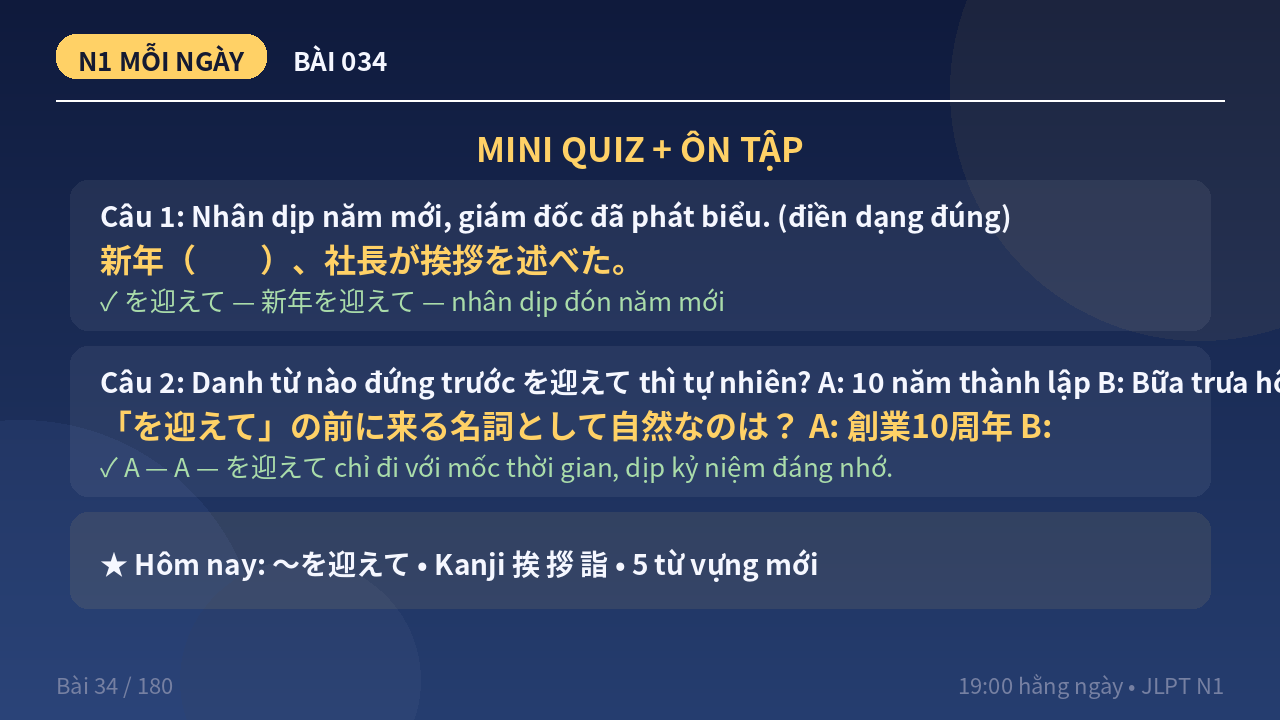 N1 MỖI NGÀY
BÀI 034
MINI QUIZ + ÔN TẬP
Câu 1: Nhân dịp năm mới, giám đốc đã phát biểu. (điền dạng đúng)
新年（　　）、社長が挨拶を述べた。
✓ を迎えて — 新年を迎えて — nhân dịp đón năm mới
Câu 2: Danh từ nào đứng trước を迎えて thì tự nhiên? A: 10 năm thành lập B: Bữa trưa
「を迎えて」の前に来る名詞として自然なのは？ A: 創業10周年 B:
✓ A — A — を迎えて chỉ đi với mốc thời gian, dịp kỷ niệm đáng nhớ.
★ Hôm nay: 〜を迎えて • Kanji 挨 拶 詣 • 5 từ vựng mới
Bài 34 / 180
19:00 hằng ngày • JLPT N1